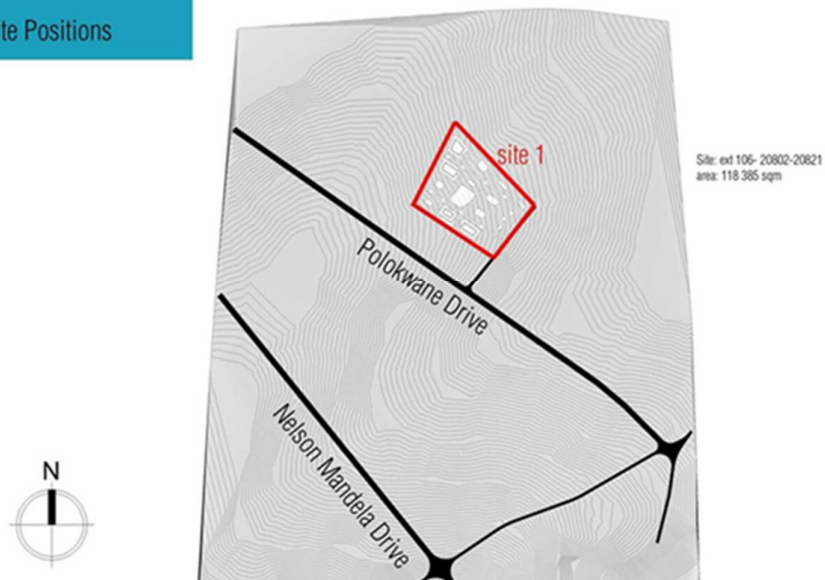 te Positions
site 1
Site: ext 106- 20802-20821
area: 118 385 sqm
Polokwane Drive
Nelson Mandela Drive
N